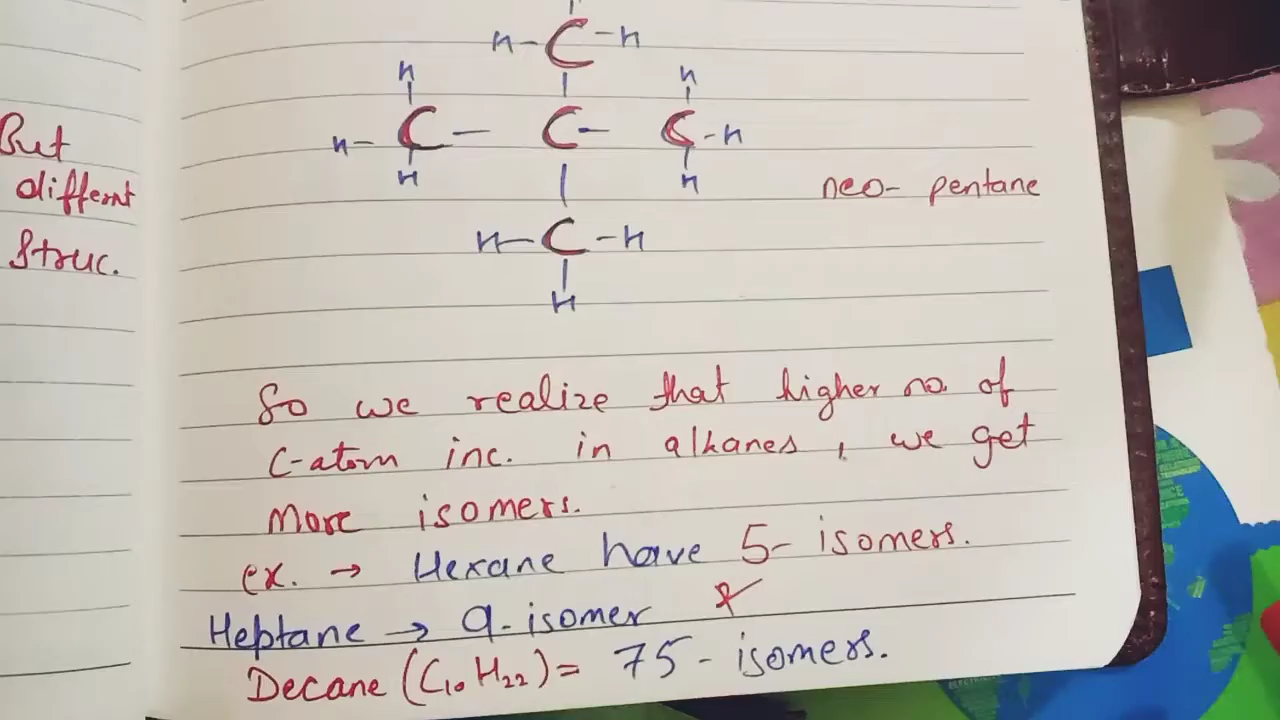 But
different
Struc.
H-C-H
H H
H-C-C-C-H
H H
neo-pentane
H-C-H
H
So we realize that higher no. of
C-atom inc. in alkanes, we get
More isomers.
ex. → Hexane have 5-isomers.
Heptane → 9-isomer &
Decane (C₁₀H₂₂) = 75-isomers.